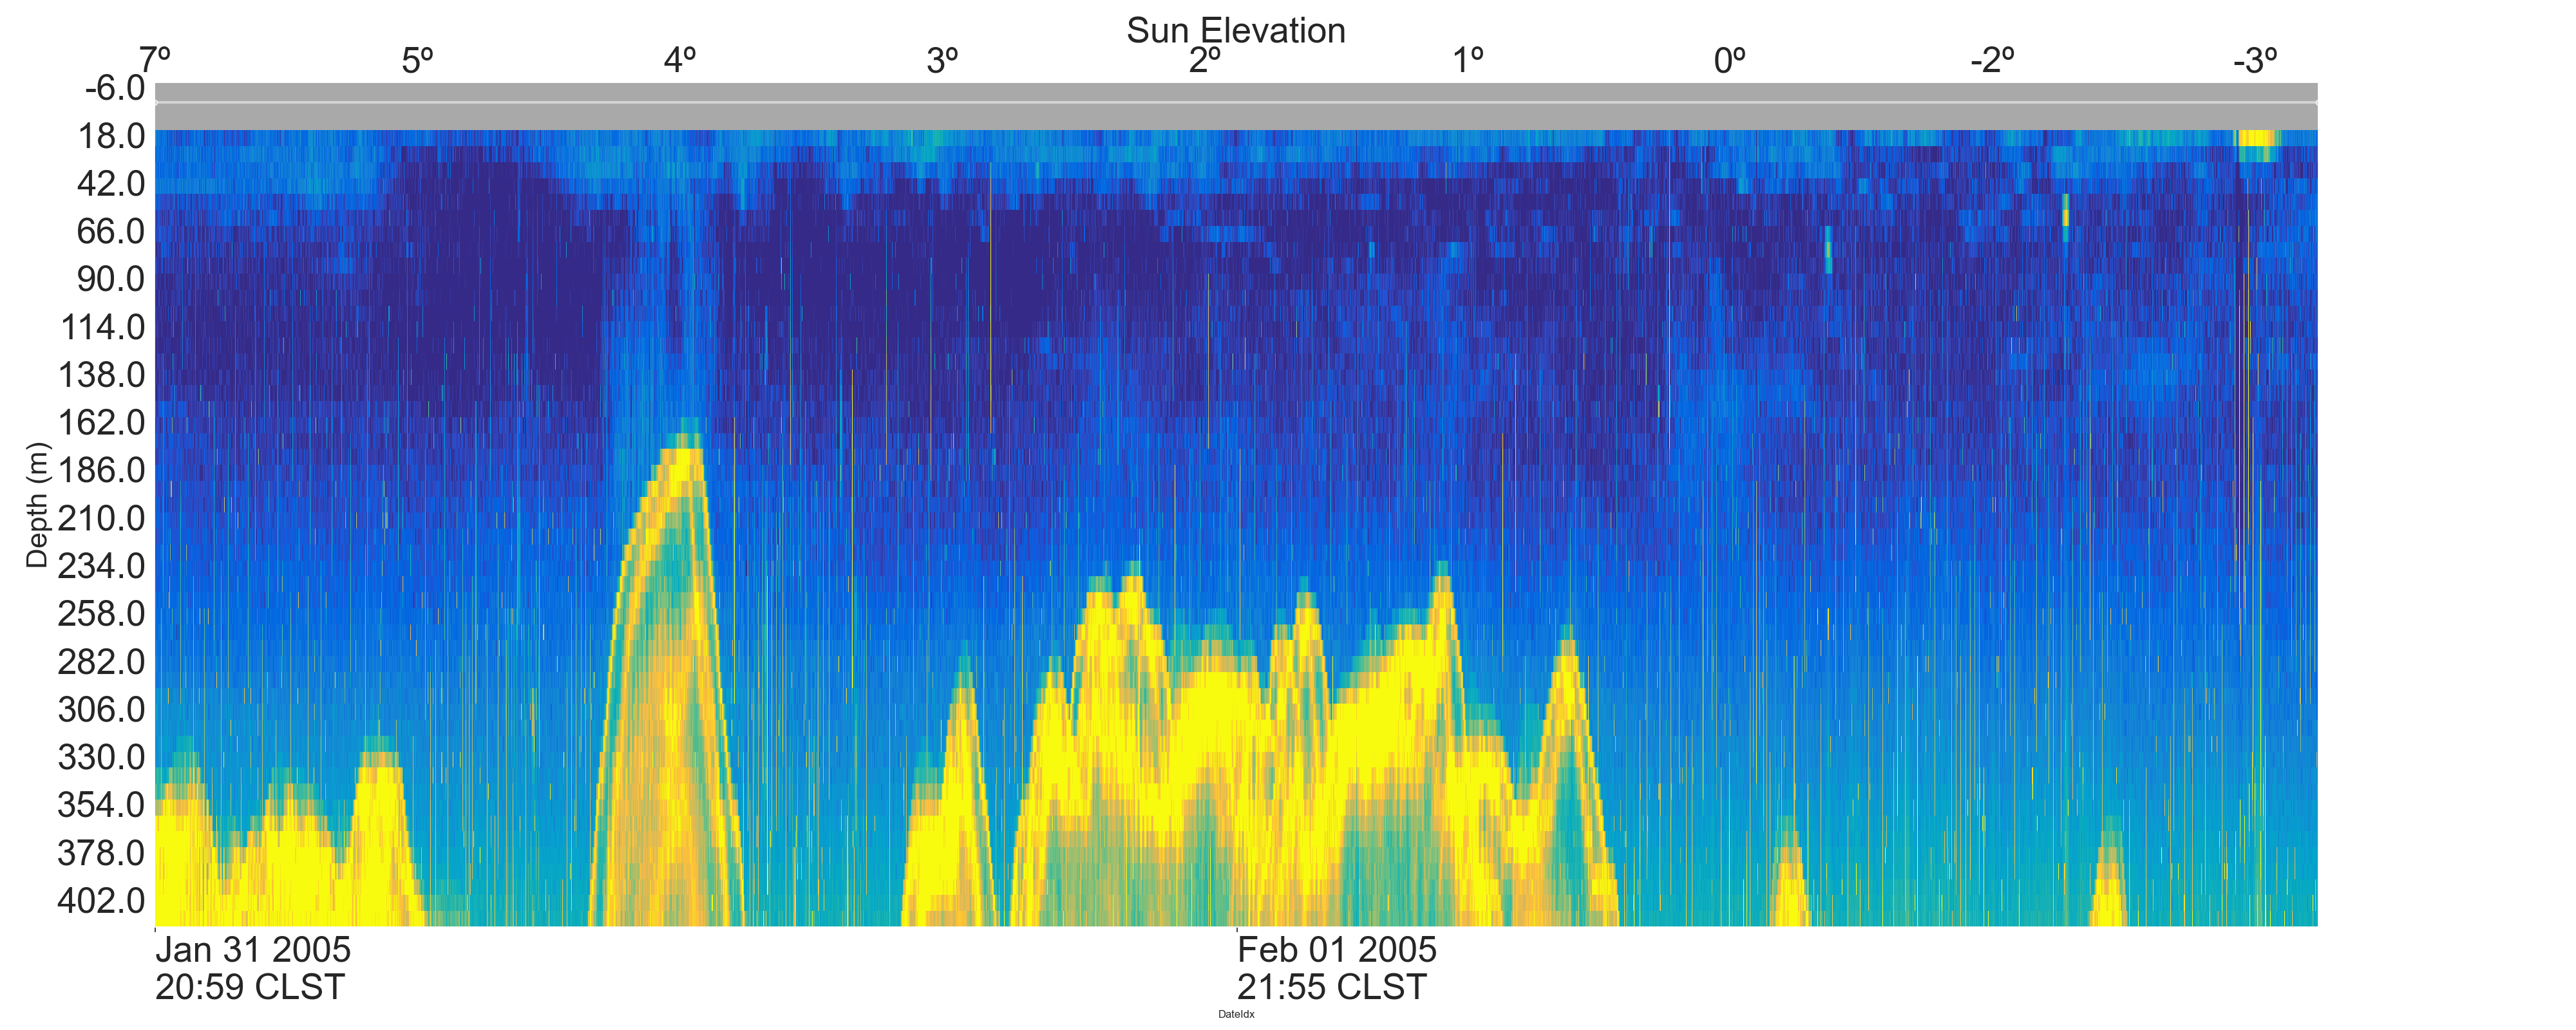 Sun Elevation
7º 5º 4º 3º 2º 1º 0º -2º -3º
-6.0
18.0
42.0
66.0
90.0
114.0
138.0
162.0
186.0
210.0
234.0
258.0
282.0
306.0
330.0
354.0
378.0
402.0
Depth (m)
Jan 31 2005
20:59 CLST
Feb 01 2005
21:55 CLST
DateIdx